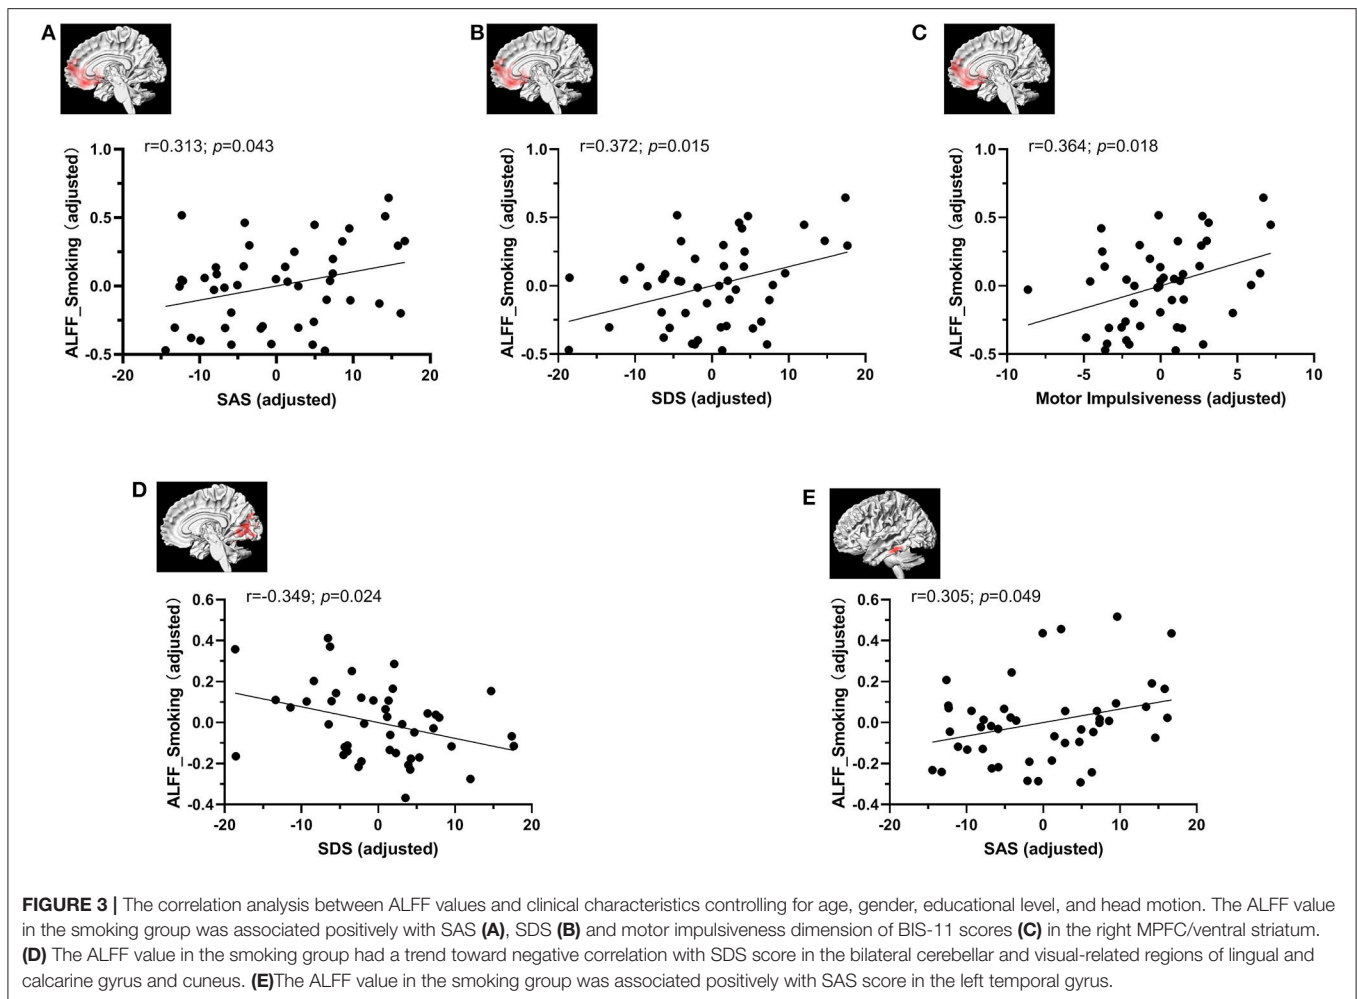 A
r=0.313; p=0.043
ALFF_Smoking (adjusted)
1.0
0.5
0.0
-0.5
-20 -10 0 10 20
SAS (adjusted)
B
r=0.372; p=0.015
ALFF_Smoking (adjusted)
1.0
0.5
0.0
-0.5
-20 -10 0 10 20
SDS (adjusted)
C
r=0.364; p=0.018
ALFF_Smoking (adjusted)
1.0
0.5
0.0
-0.5
-10 -5 0 5 10
Motor Impulsiveness (adjusted)
D
r=-0.349; p=0.024
ALFF_Smoking (adjusted)
0.6
0.4
0.2
0.0
-0.2
-0.4
-20 -10 0 10 20
SDS (adjusted)
E
r=0.305; p=0.049
ALFF_Smoking (adjusted)
0.6
0.4
0.2
0.0
-0.2
-0.4
-20 -10 0 10 20
SAS (adjusted)
FIGURE 3 | The correlation analysis between ALFF values and clinical characteristics controlling for age, gender, educational level, and head motion. The ALFF value
in the smoking group was associated positively with SAS (A), SDS (B) and motor impulsiveness dimension of BIS-11 scores (C) in the right MPFC/ventral striatum.
(D) The ALFF value in the smoking group had a trend toward negative correlation with SDS score in the bilateral cerebellar and visual-related regions of lingual and
calcarine gyrus and cuneus. (E)The ALFF value in the smoking group was associated positively with SAS score in the left temporal gyrus.